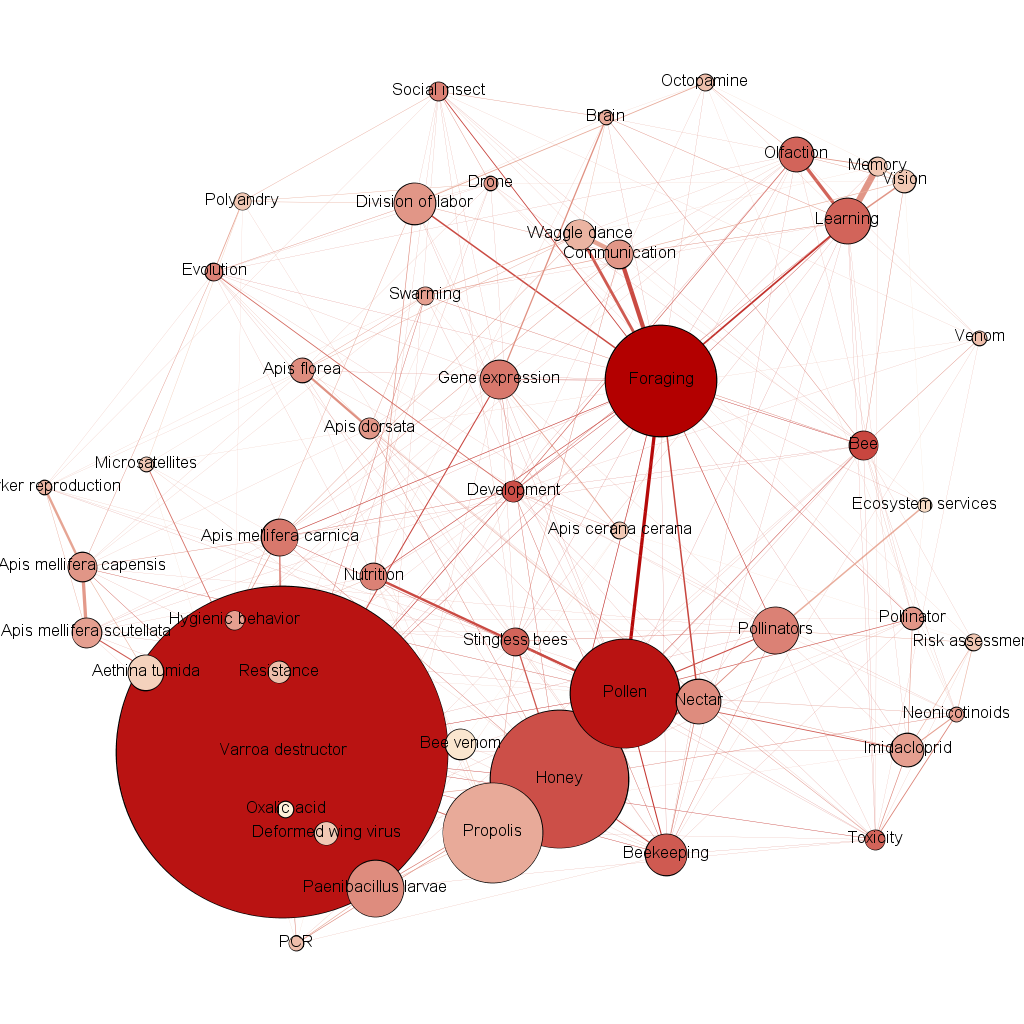 Octopamine
Social insect
Brain
Olfaction
Memory
Vision
Drone
Polyandry
Division of labor
Learning
Waggle dance
Communication
Evolution
Swarming
Venom
Apis florea
Gene expression
Foraging
Apis dorsata
Bee
Microsatellites
rker reproduction
Development
Ecosystem services
Apis cerana cerana
Apis mellifera carnica
Apis mellifera capensis
Nutrition
Hygienic behavior
Pollinator
Apis mellifera scutellata
Pollinators
Stingless bees
Risk assessmen
Aethina tumida
Resistance
Pollen
Nectar
Neonicotinoids
Bee venom
Varroa destructor
Imidacloprid
Honey
Oxalic acid
Deformed wing virus
Propolis
Toxicity
Beekeeping
Paenibacillus larvae
PCR